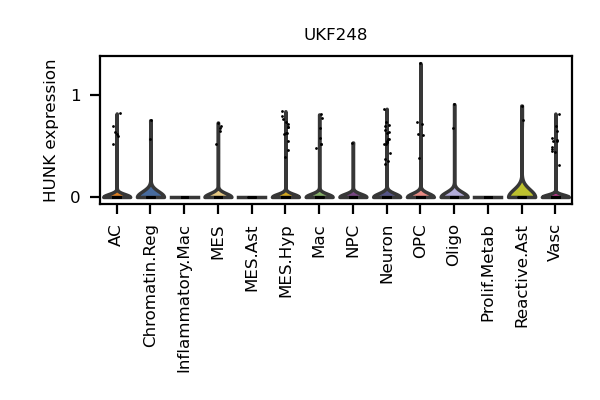 UKF248
HUNK expression
1
0
AC
Chromatin.Reg
Inflammatory.Mac
MES
MES.Ast
MES.Hyp
Mac
NPC
Neuron
OPC
Oligo
Prolif.Metab
Reactive.Ast
Vasc